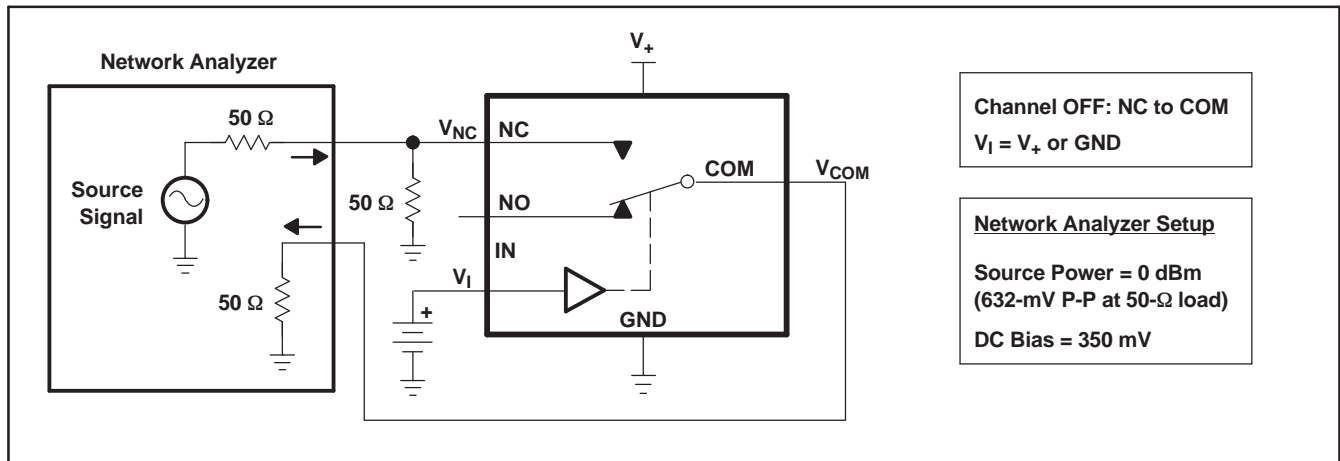 Network Analyzer
50 Ω
Source
Signal
50 Ω
50 Ω
V+
VNC
NC
NO
IN
VI
+
GND
COM
VCOM
Channel OFF: NC to COM
VI = V+ or GND
Network Analyzer Setup
Source Power = 0 dBm
(632-mV P-P at 50-Ω load)
DC Bias = 350 mV